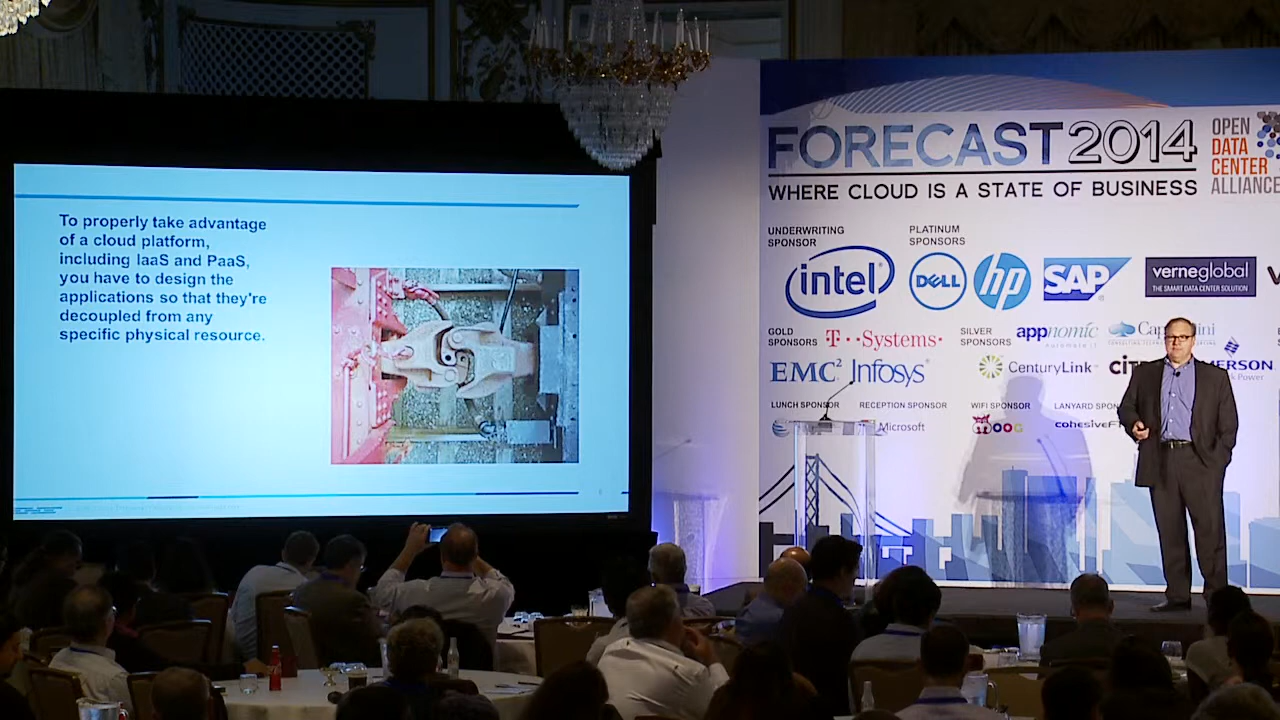 To properly take advantage
of a cloud platform,
including IaaS and PaaS,
you have to design the
applications so that they're
decoupled from any
specific physical resource.
FORECAST 2014
WHERE CLOUD IS A STATE OF BUSINESS
OPEN
DATA
CENTER
ALLIANCE
UNDERWRITING
SPONSOR
PLATINUM
SPONSORS
intel
DELL
hp
SAP
verneglobal
THE SMART DATA CENTER SOLUTION
GOLD
SPONSORS
T··Systems·
SILVER
SPONSORS
appnomic
EMC² Infosys
CenturyLink
LUNCH SPONSOR
RECEPTION SPONSOR
Microsoft
WIFI SPONSOR
LANYARD